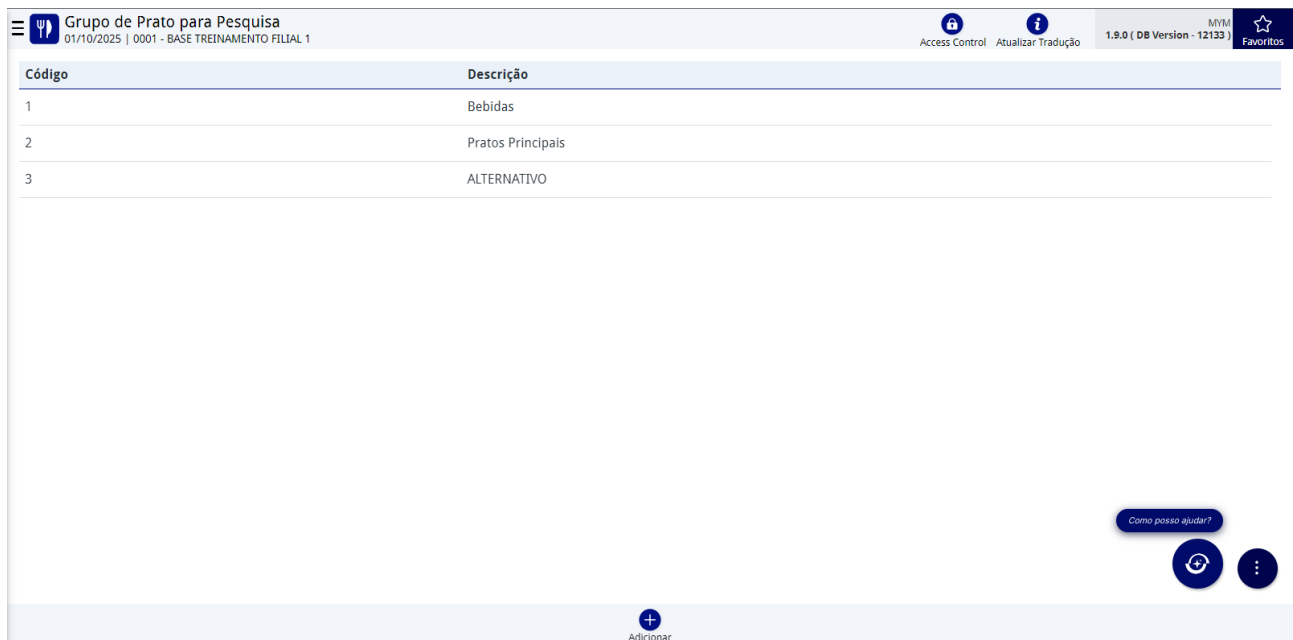 Grupo de Prato para Pesquisa
01/10/2025 | 0001 - BASE TREINAMENTO FILIAL 1
Access Control
Atualizar Tradução
MYM
1.9.0 ( DB Version - 12133 )
Favoritos
Código Descrição
1 Bebidas
2 Pratos Principais
3 ALTERNATIVO
Como posso ajudar?
Adicionar